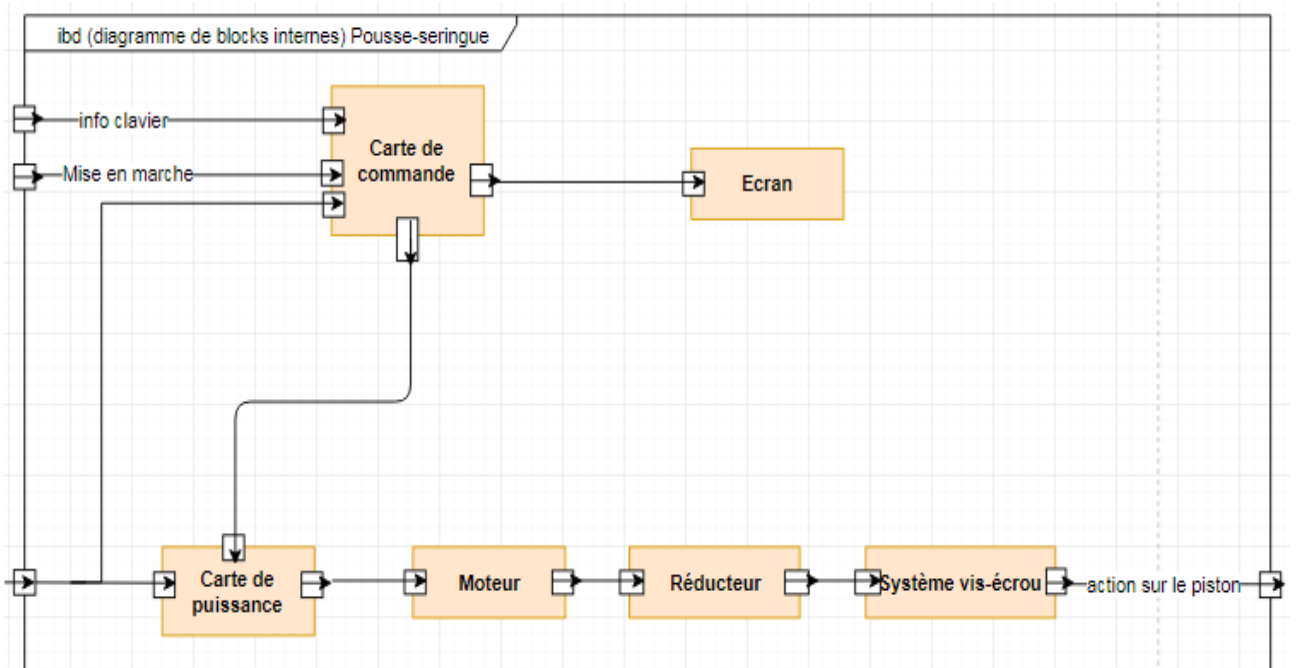 ibd (diagramme de blocks internes) Pousse-seringue
info clavier
Mise en marche
Carte de
commande
Ecran
Carte de
puissance
Moteur
Réducteur
Système vis-écrou
action sur le piston